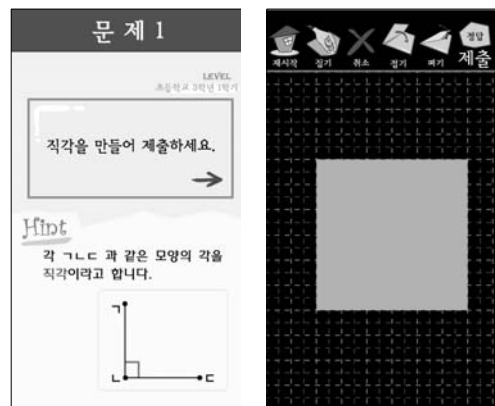 문 제 1
LEVEL
초등학교 3학년 1학기
직각을 만들어 제출하세요.
Hint
각 ㄱㄴㄷ 과 같은 모양의 각을
직각이라고 합니다.
ㄱ
ㄴ
ㄷ
재시작 집기 취소 접기 펴기 정답 제출